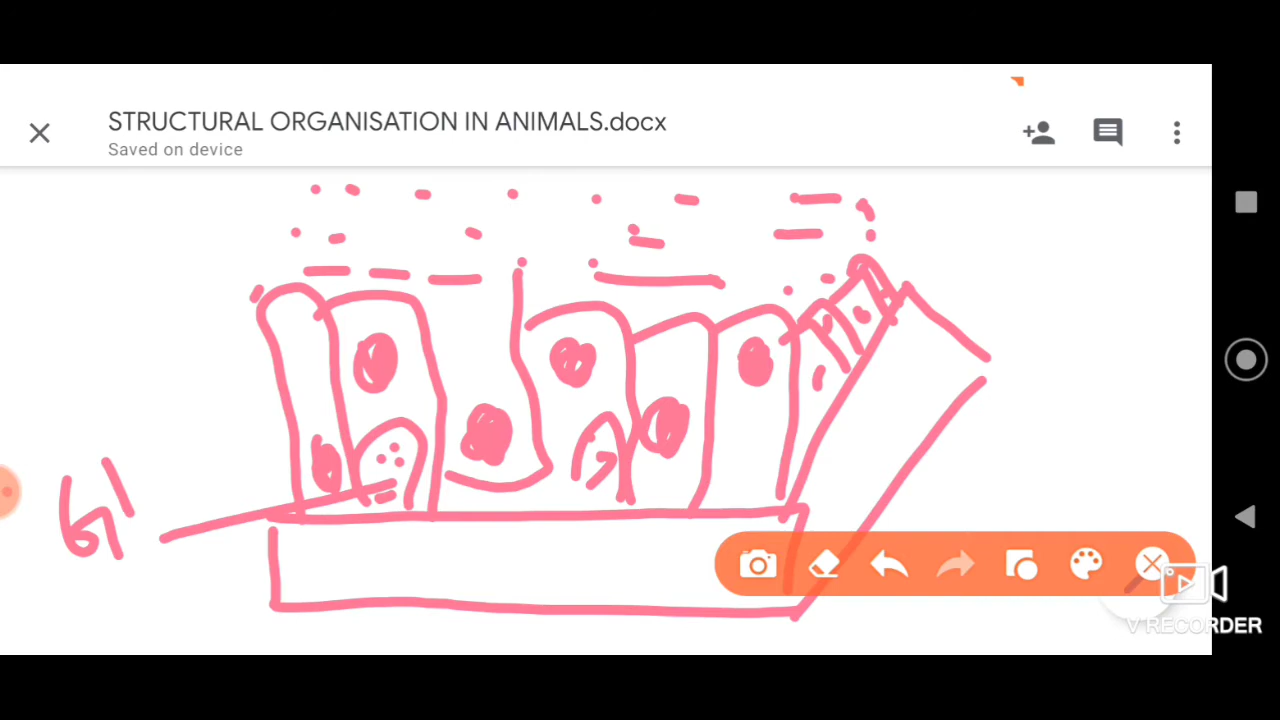 STRUCTURAL ORGANISATION IN ANIMALS.docx
Saved on device
V RECORDER